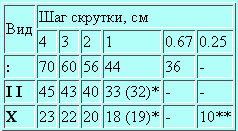 Вид Шаг скрутки, см
4 3 2 1 0.67 0.25
: 70 60 56 44 36 -
I I 45 43 40 33 (32)* - -
X 23 22 20 18 (19)* - 10**